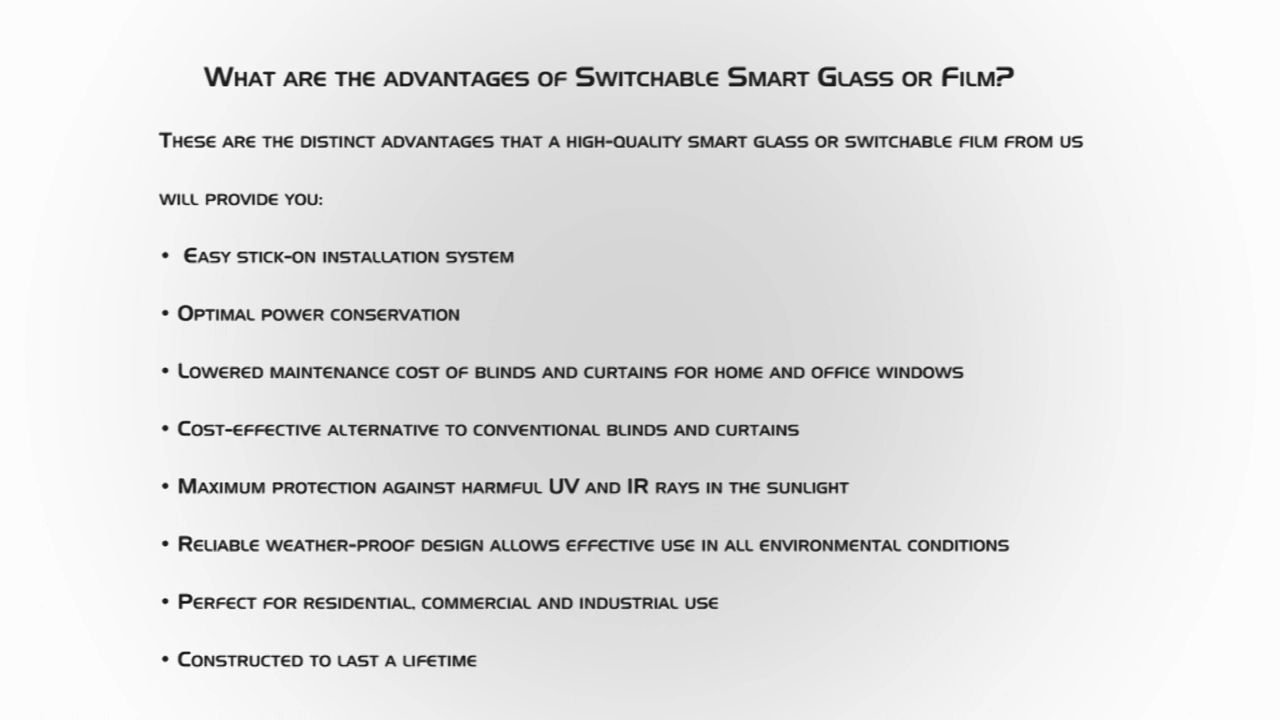 What are the advantages of Switchable Smart Glass or Film?
These are the distinct advantages that a high-quality smart glass or switchable film from us
will provide you:
• Easy stick-on installation system
• Optimal power conservation
• Lowered maintenance cost of blinds and curtains for home and office windows
• Cost-effective alternative to conventional blinds and curtains
• Maximum protection against harmful UV and IR rays in the sunlight
• Reliable weather-proof design allows effective use in all environmental conditions
• Perfect for residential, commercial and industrial use
• Constructed to last a lifetime